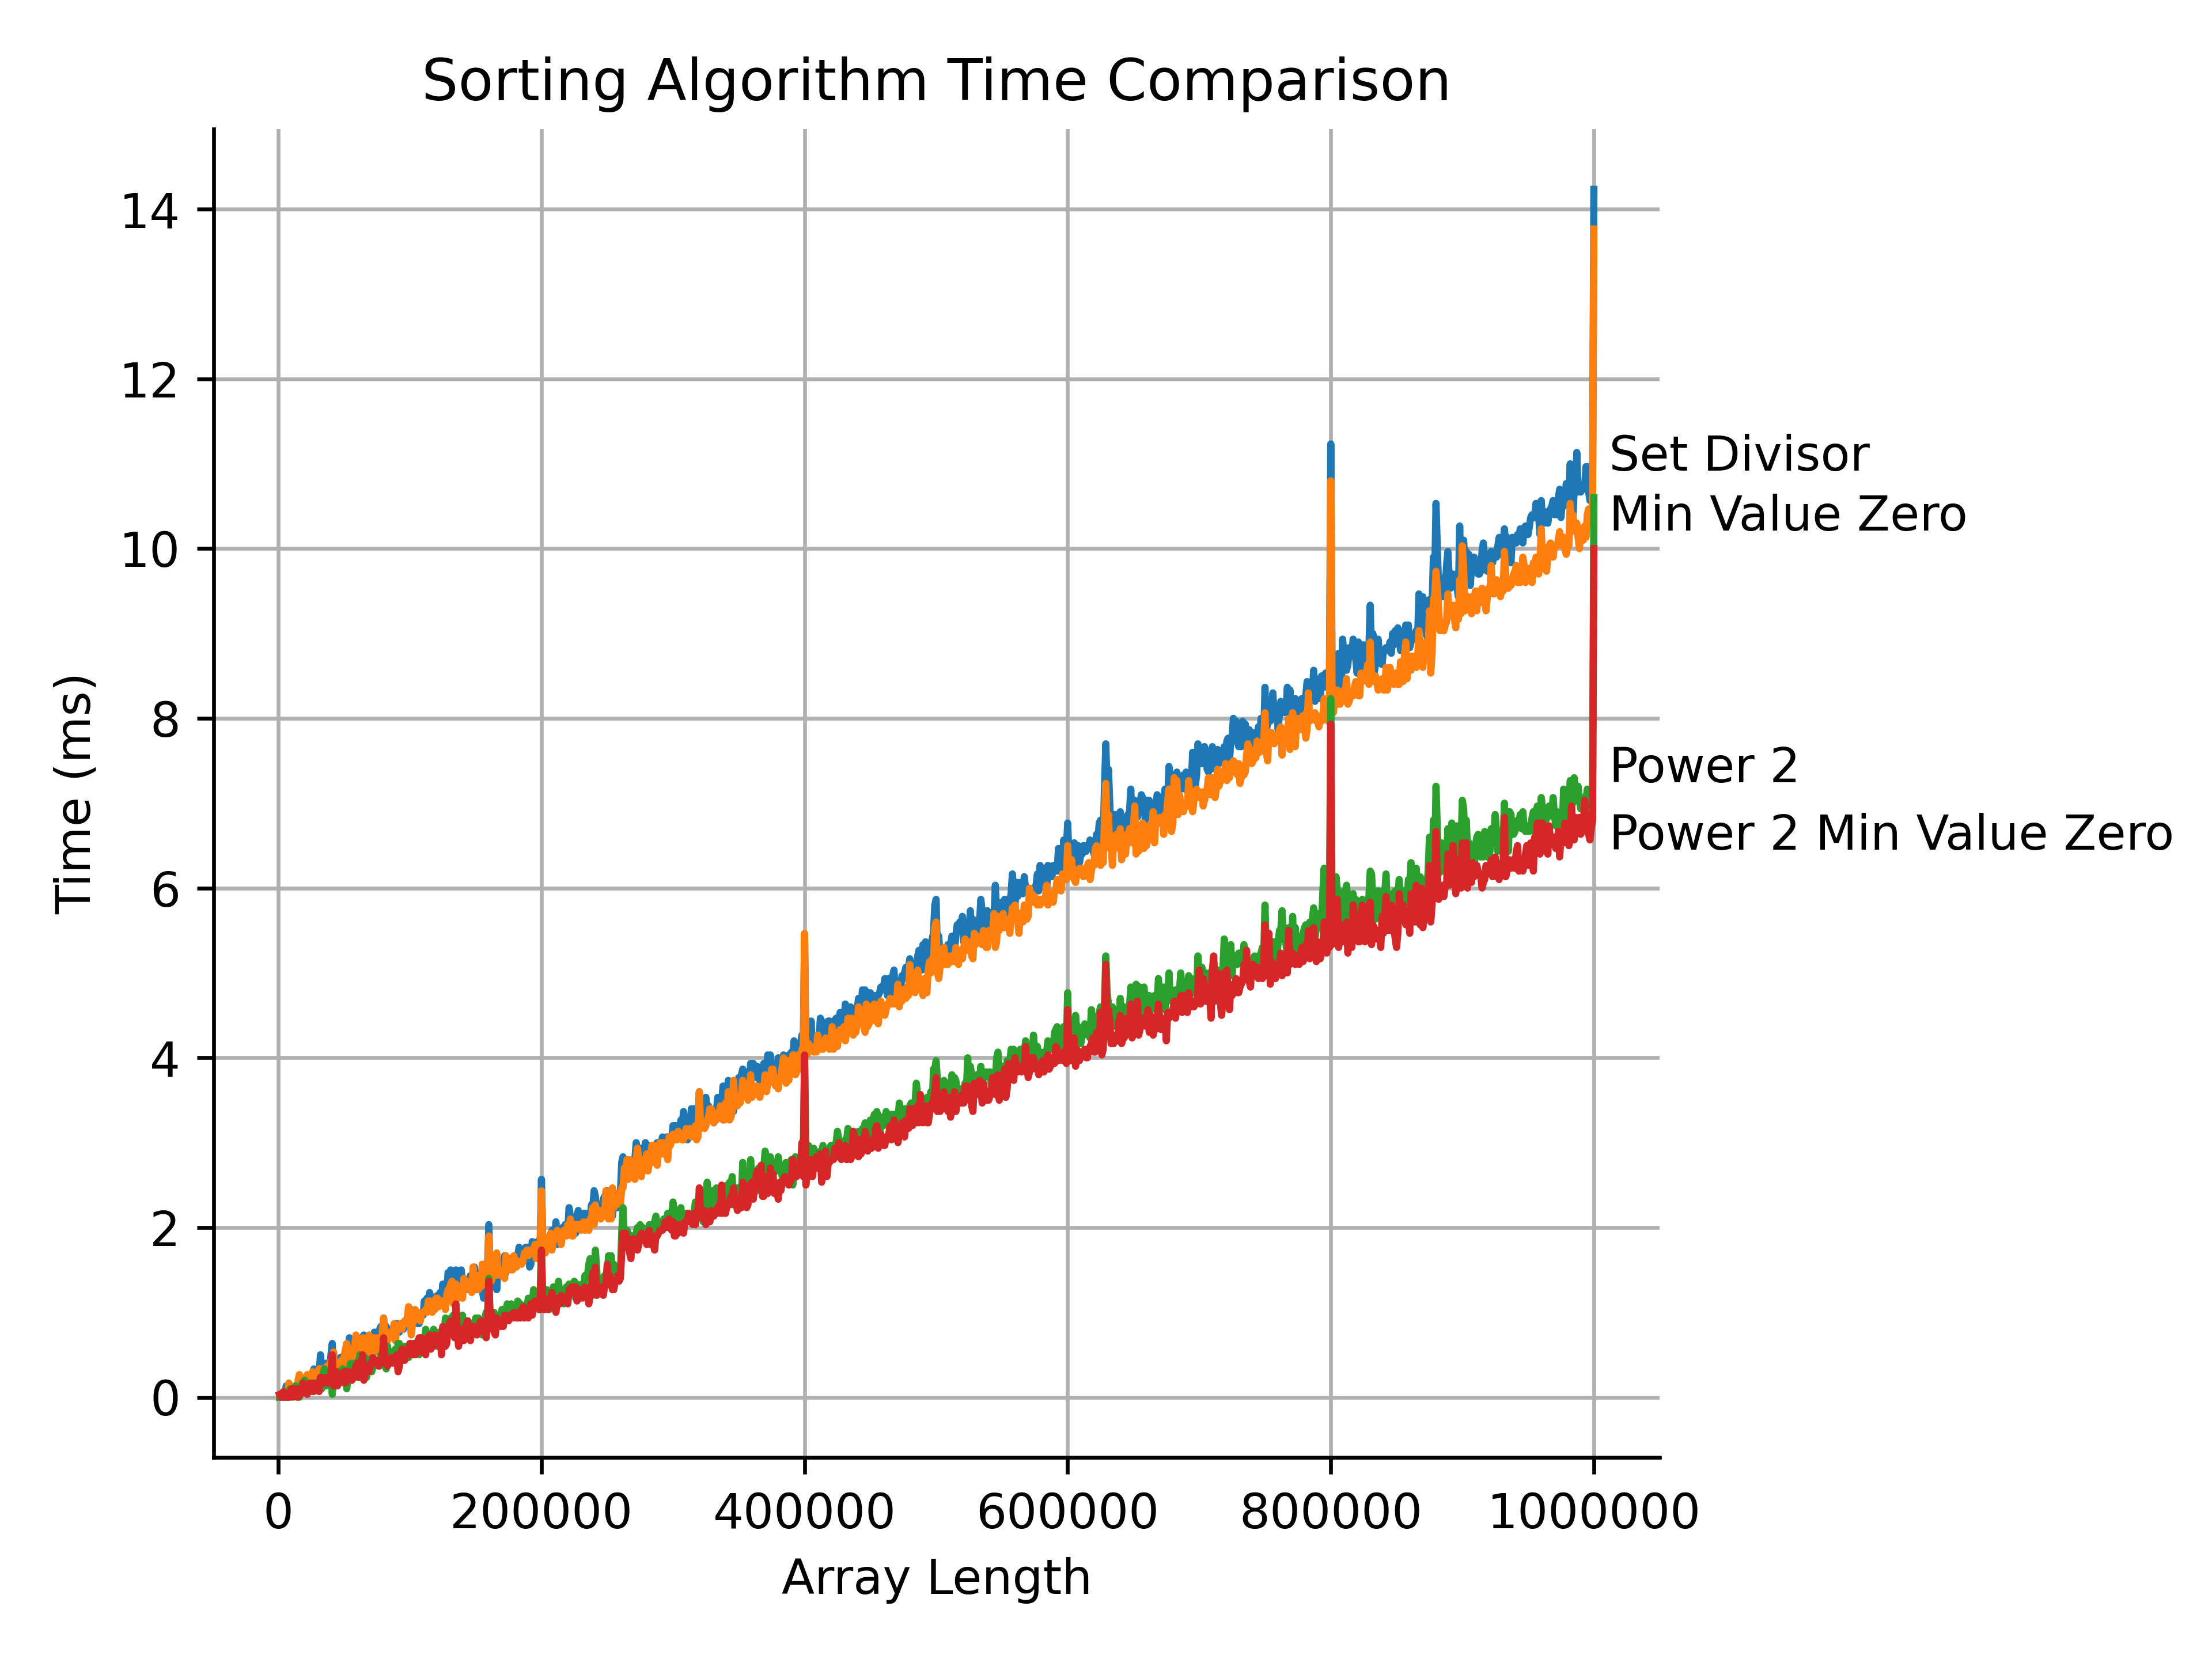 Sorting Algorithm Time Comparison
Time (ms)
14
12
10
8
6
4
2
0
Set Divisor
Min Value Zero
Power 2
Power 2 Min Value Zero
0 200000 400000 600000 800000 1000000
Array Length